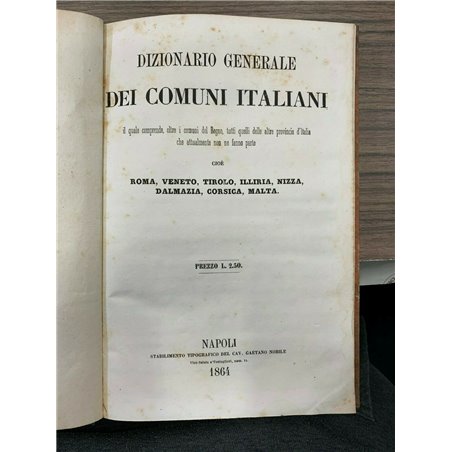 DIZIONARIO GENERALE
DEI COMUNI ITALIANI
il quale comprende, oltre i comuni del Regno, tutti quelli delle altre provincie d'Italia
che attualmente non ne fanno parte
CIOÈ
ROMA, VENETO, TIROLO, ILLIRIA, NIZZA,
DALMAZIA, CORSICA, MALTA.
PREZZO L. 2.50.
NAPOLI
STABILIMENTO TIPOGRAFICO DEL CAV. GAETANO NOBILE
1864